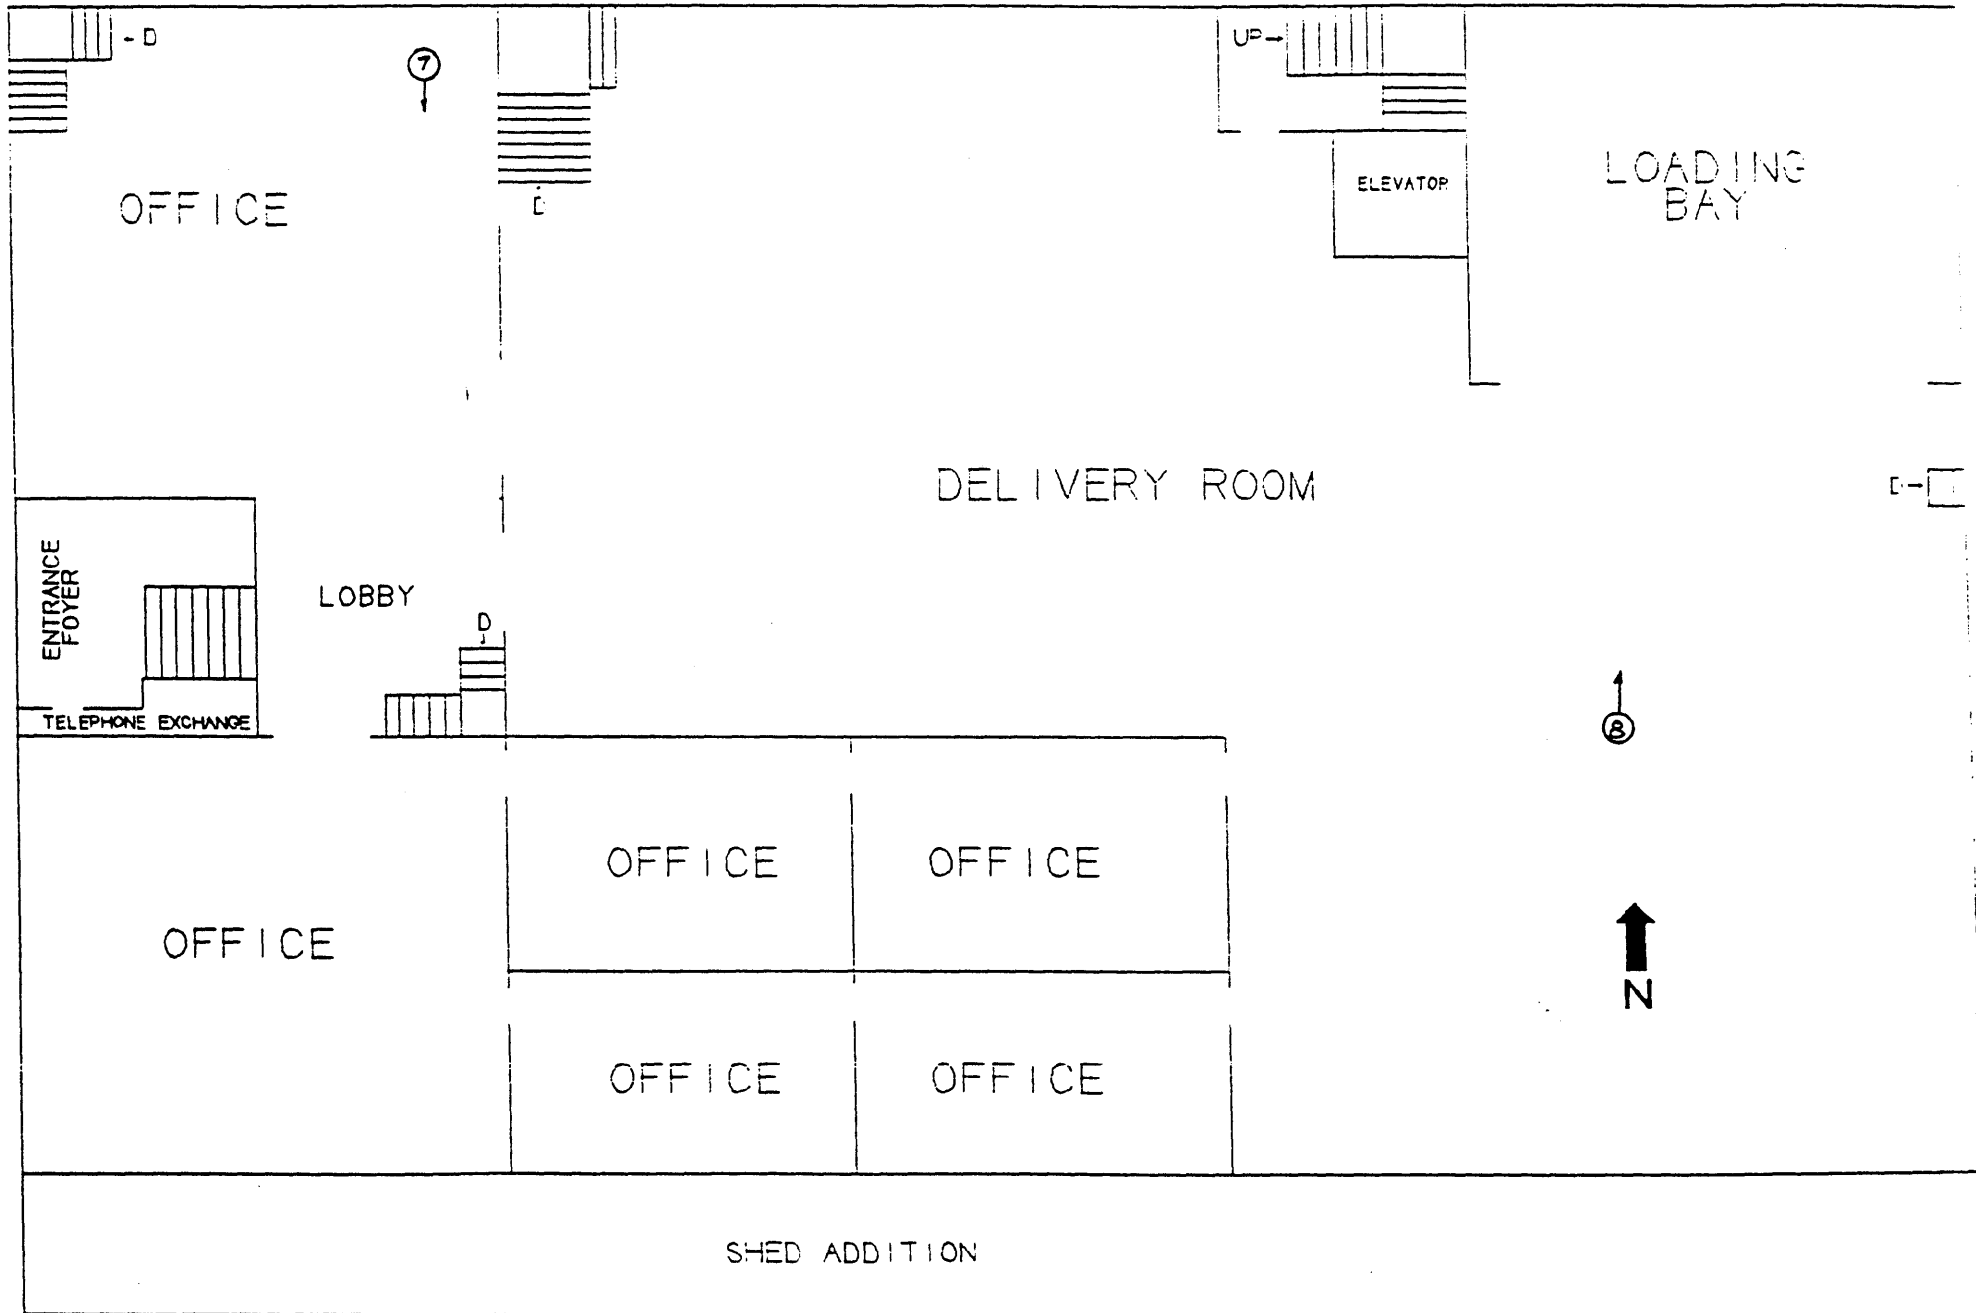 D
7
UP
OFFICE
D
ELEVATOR
LOADING
BAY
DELIVERY ROOM
D
ENTRANCE
FOYER
LOBBY
D
TELEPHONE EXCHANGE
8
OFFICE
OFFICE
OFFICE
N
OFFICE
OFFICE
SHED ADDITION